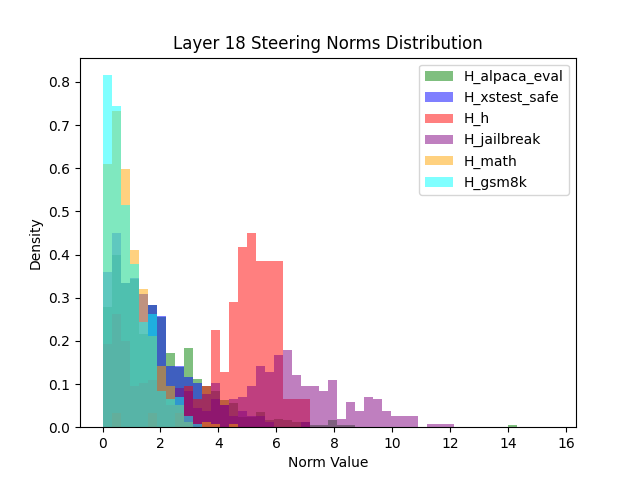 Layer 18 Steering Norms Distribution
H_alpaca_eval
H_xstest_safe
H_h
H_jailbreak
H_math
H_gsm8k
Density
0.8
0.7
0.6
0.5
0.4
0.3
0.2
0.1
0.0
0 2 4 6 8 10 12 14 16
Norm Value